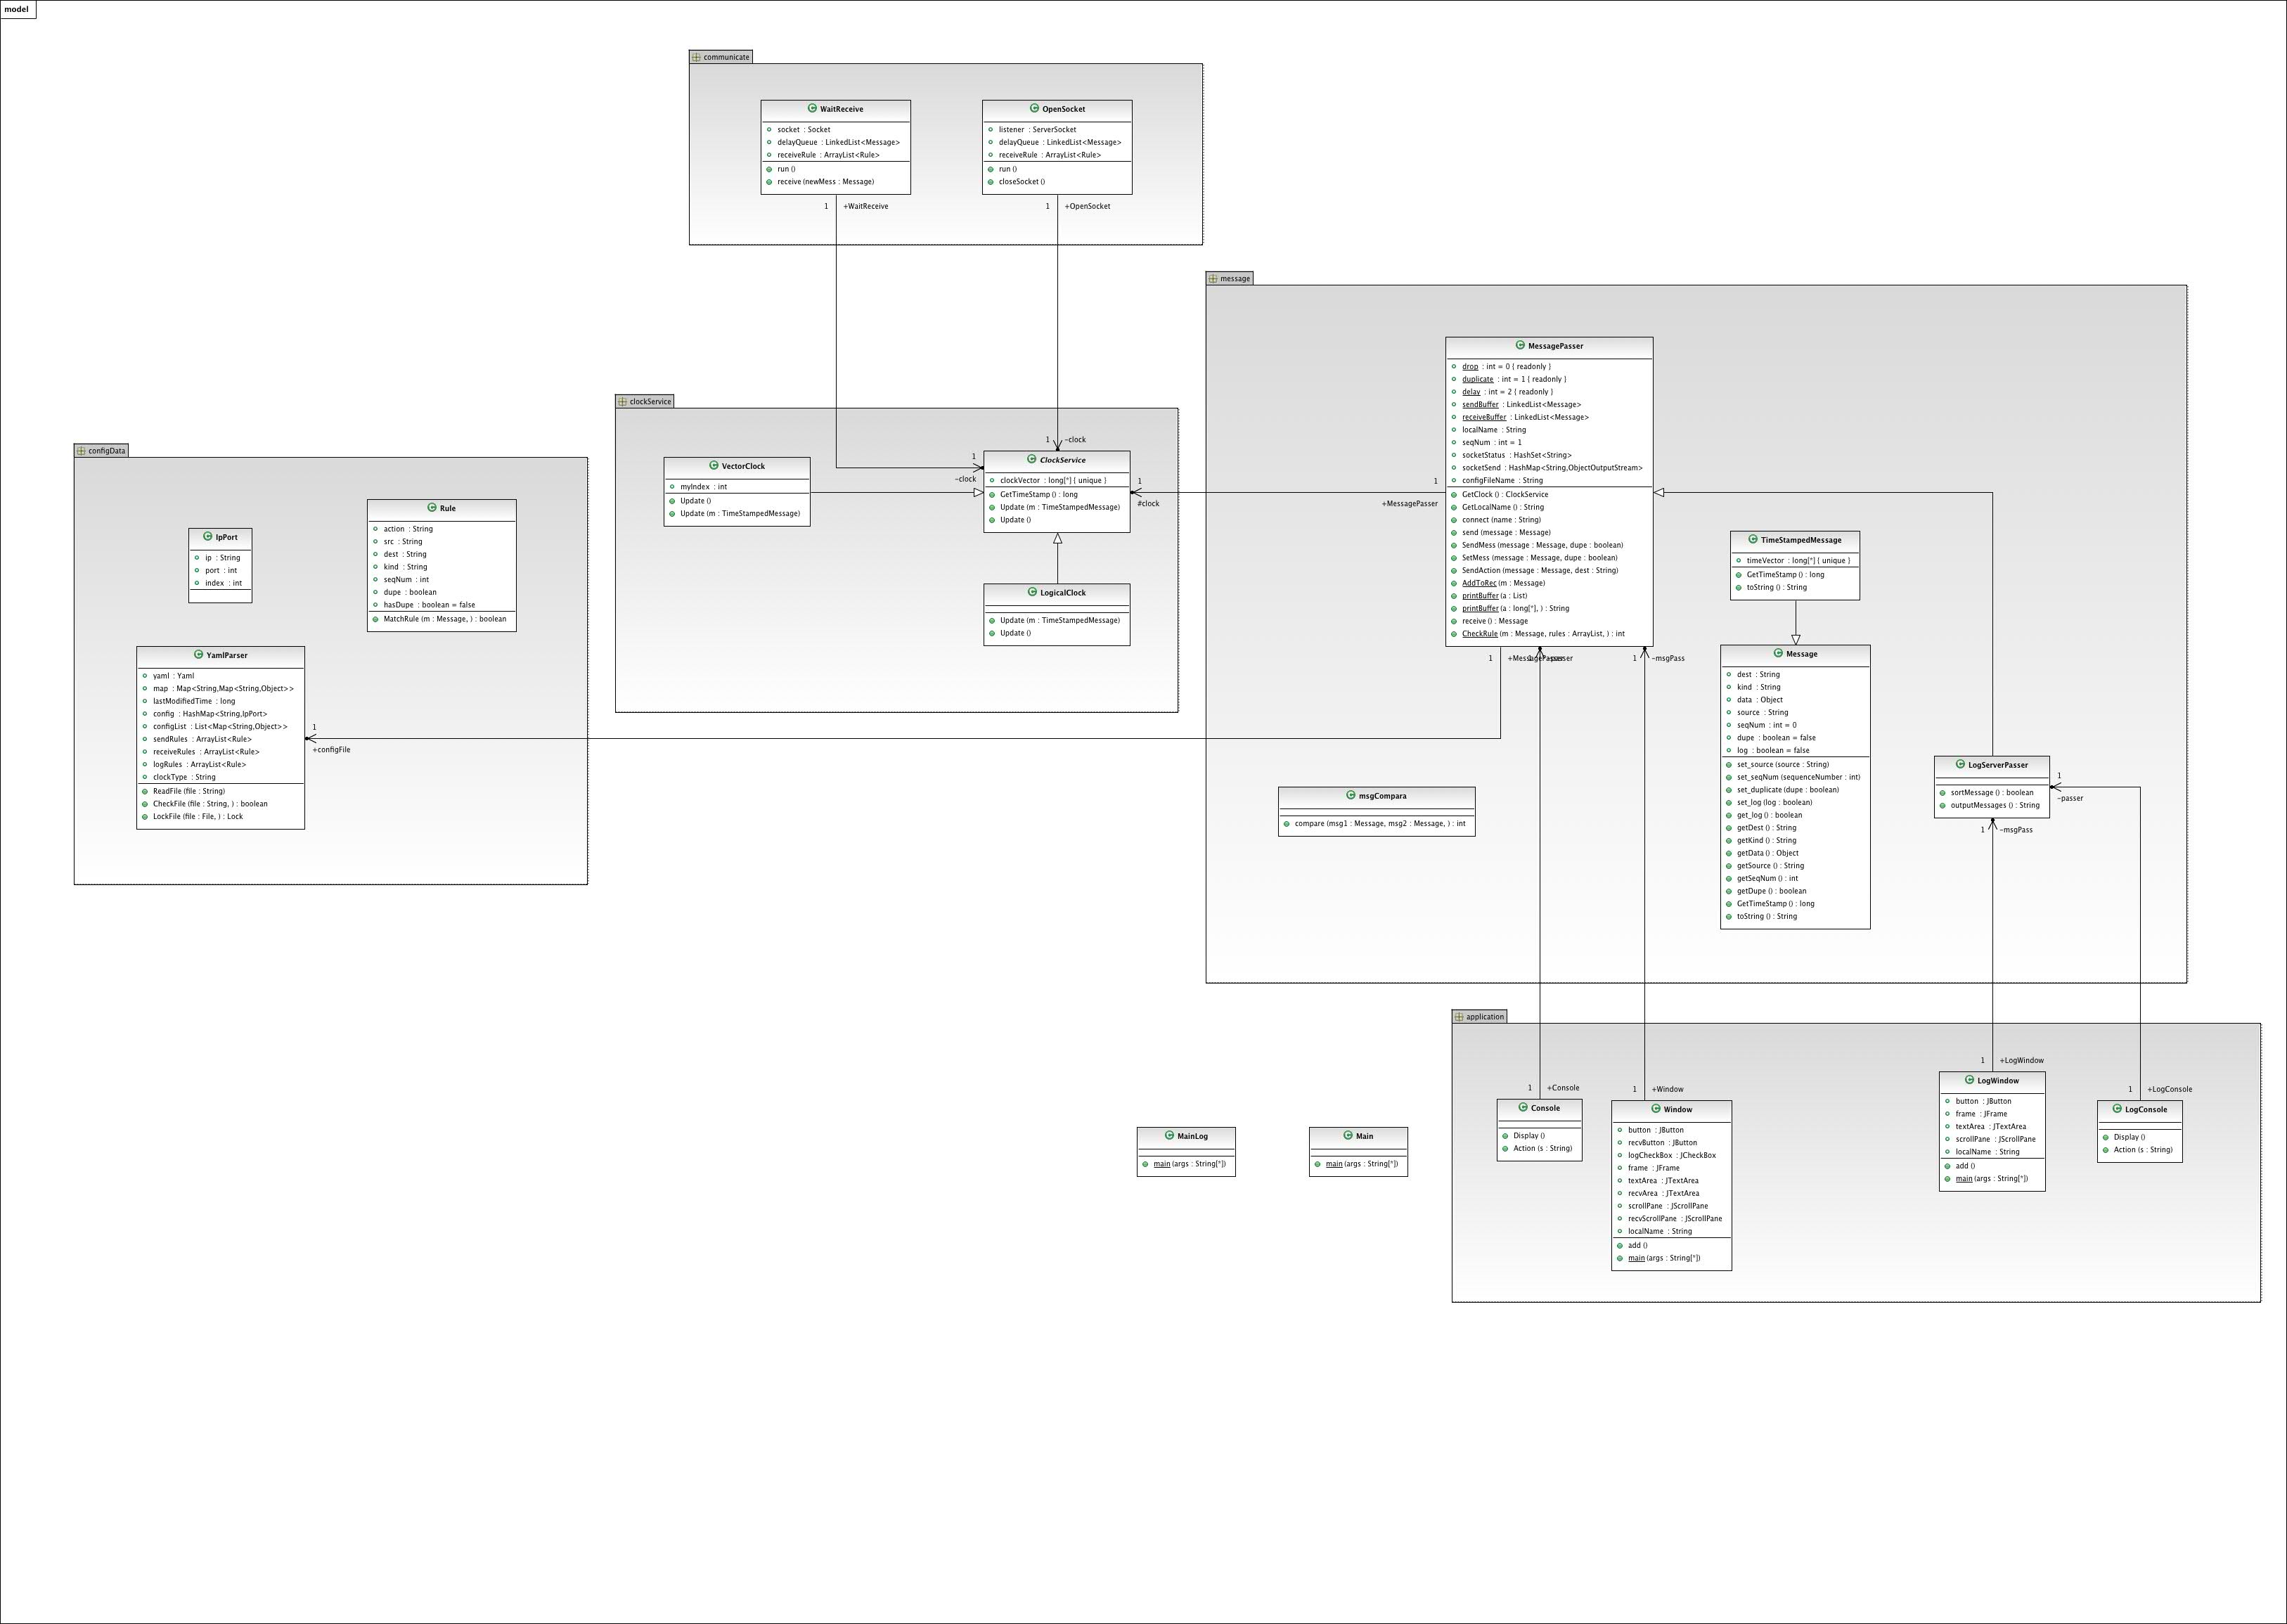 model
communicate
WaitReceive
socket : Socket
delayQueue : LinkedList<Message>
receiveRule : ArrayList<Rule>
run ()
receive (newMess : Message)
1 +WaitReceive
OpenSocket
listener : ServerSocket
delayQueue : LinkedList<Message>
receiveRule : ArrayList<Rule>
run ()
closeSocket ()
1 +OpenSocket
clockService
VectorClock
myIndex : int
Update ()
Update (m : TimeStampedMessage)
1 -clock
1
-clock
ClockService
clockVector : long[*] { unique }
GetTimeStamp () : long
Update (m : TimeStampedMessage)
Update ()
1
#clock
LogicalClock
Update (m : TimeStampedMessage)
Update ()
configData
IpPort
ip : String
port : int
index : int
Rule
action : String
src : String
dest : String
kind : String
seqNum : int
dupe : boolean
hasDupe : boolean = false
MatchRule (m : Message, ) : boolean
YamlParser
yaml : Yaml
map : Map<String,Map<String,Object>>
lastModifiedTime : long
config : HashMap<String,IpPort>
configList : List<Map<String,Object>>
sendRules : ArrayList<Rule>
receiveRules : ArrayList<Rule>
logRules : ArrayList<Rule>
clockType : String
ReadFile (file : String)
CheckFile (file : String, ) : boolean
LockFile (file : File, ) : Lock
1
+configFile
message
MessagePasser
drop : int = 0 { readonly }
duplicate : int = 1 { readonly }
delay : int = 2 { readonly }
sendBuffer : LinkedList<Message>
receiveBuffer : LinkedList<Message>
localName : String
seqNum : int = 1
socketStatus : HashSet<String>
socketSend : HashMap<String,ObjectOutputStream>
configFileName : String
GetClock () : ClockService
GetLocalName () : String
connect (name : String)
send (message : Message)
SendMess (message : Message, dupe : boolean)
SetMess (message : Message, dupe : boolean)
SendAction (message : Message, dest : String)
AddToRec (m : Message)
printBuffer (a : List)
printBuffer (a : long[*], ) : String
receive () : Message
CheckRule (m : Message, rules : ArrayList, ) : int
1
+MessagePasser
1 +MessagePasser
1 -msgPass
TimeStampedMessage
timeVector : long[*] { unique }
GetTimeStamp () : long
toString () : String
Message
dest : String
kind : String
data : Object
source : String
seqNum : int = 0
dupe : boolean = false
log : boolean = false
set_source (source : String)
set_seqNum (sequenceNumber : int)
set_duplicate (dupe : boolean)
set_log (log : boolean)
get_log () : boolean
getDest () : String
getKind () : String
getData () : Object
getSource () : String
getSeqNum () : int
getDupe () : boolean
GetTimeStamp () : long
toString () : String
LogServerPasser
sortMessage () : boolean
outputMessages () : String
1
-passer
1 -msgPass
msgCompara
compare (msg1 : Message, msg2 : Message, ) : int
application
1 +Console
Console
Display ()
Action (s : String)
1 +Window
Window
button : JButton
recvButton : JButton
logCheckBox : JCheckBox
frame : JFrame
textArea : JTextArea
recvArea : JTextArea
scrollPane : JScrollPane
recvScrollPane : JScrollPane
localName : String
add ()
main (args : String[*])
1 +LogWindow
LogWindow
button : JButton
frame : JFrame
textArea : JTextArea
scrollPane : JScrollPane
localName : String
add ()
main (args : String[*])
1 +LogConsole
LogConsole
Display ()
Action (s : String)
MainLog
main (args : String[*])
Main
main (args : String[*])